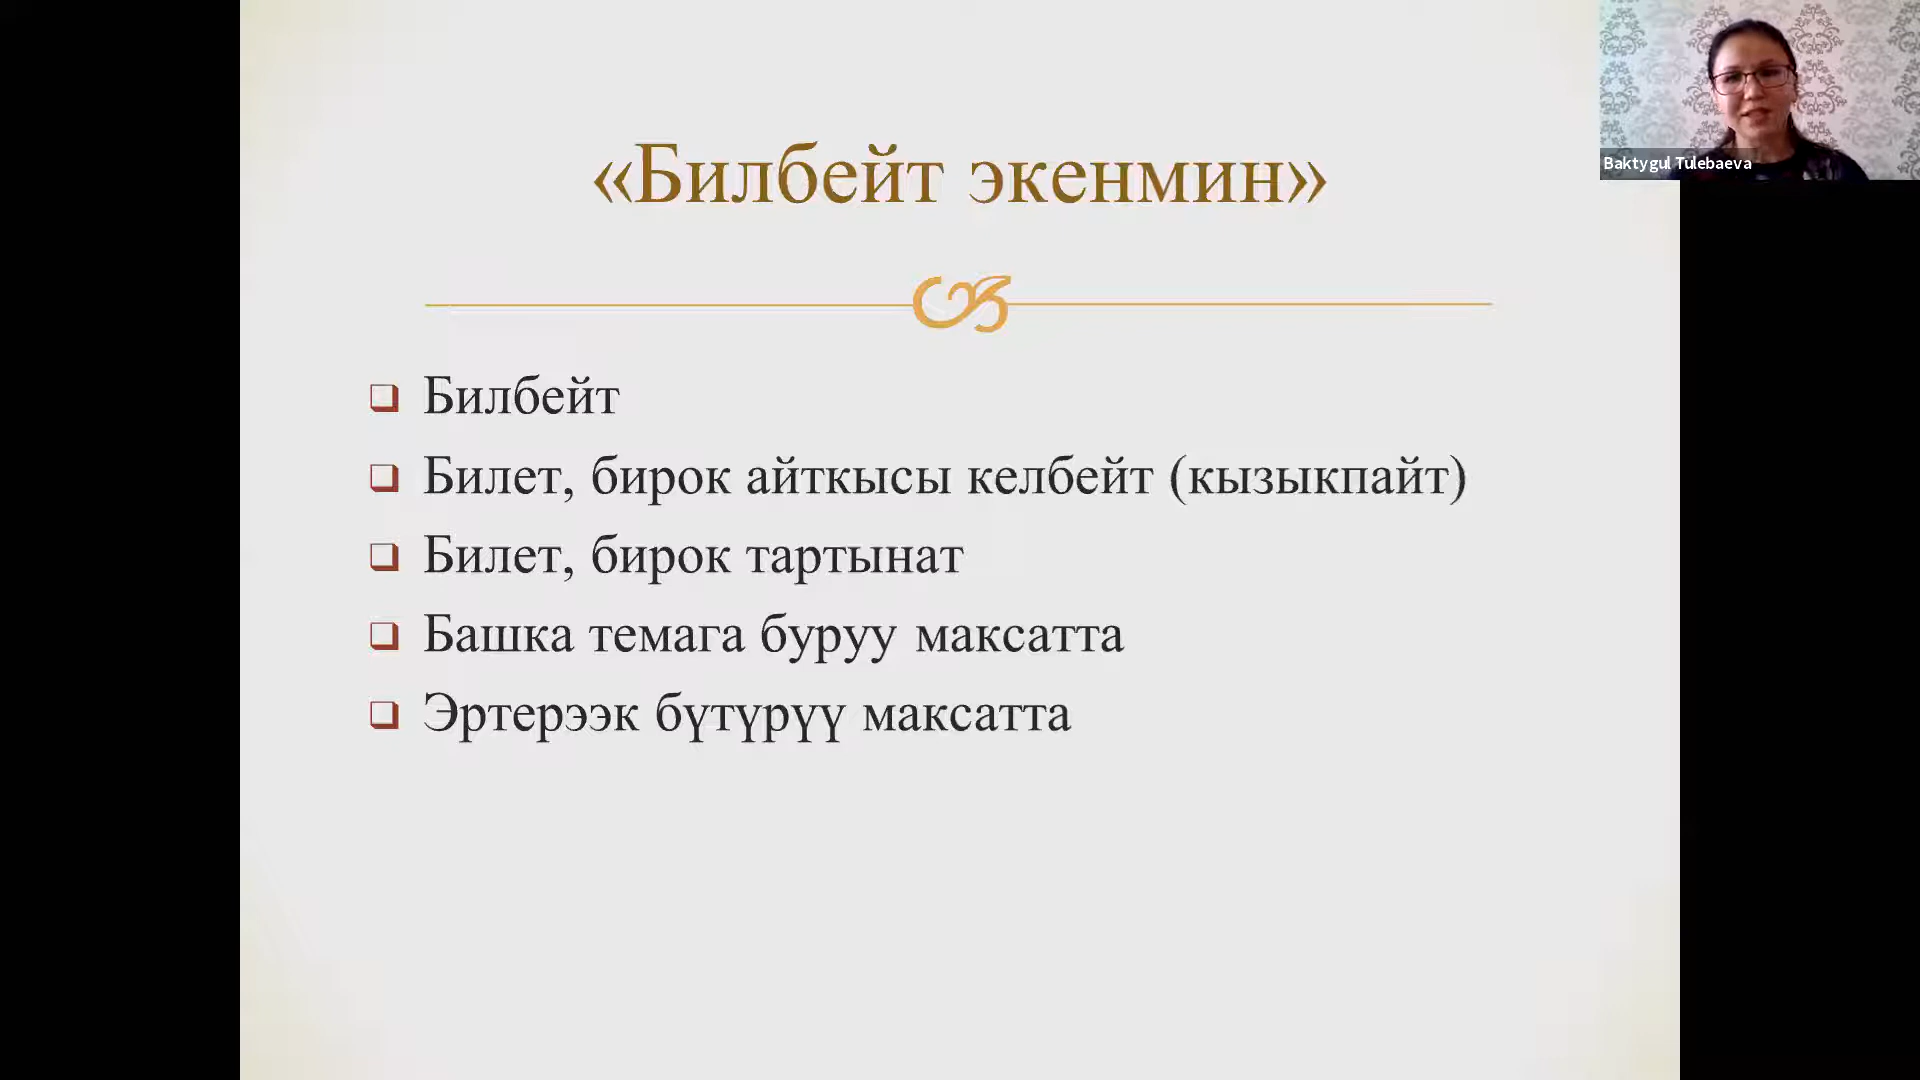 «Билбейт экенмин»
Билбейт
Билет, бирок айткысы келбейт (кызыкпайт)
Билет, бирок тартынат
Башка темага буруу максатта
Эртерээк бүтүрүү максатта
Baktygul Tulebaeva